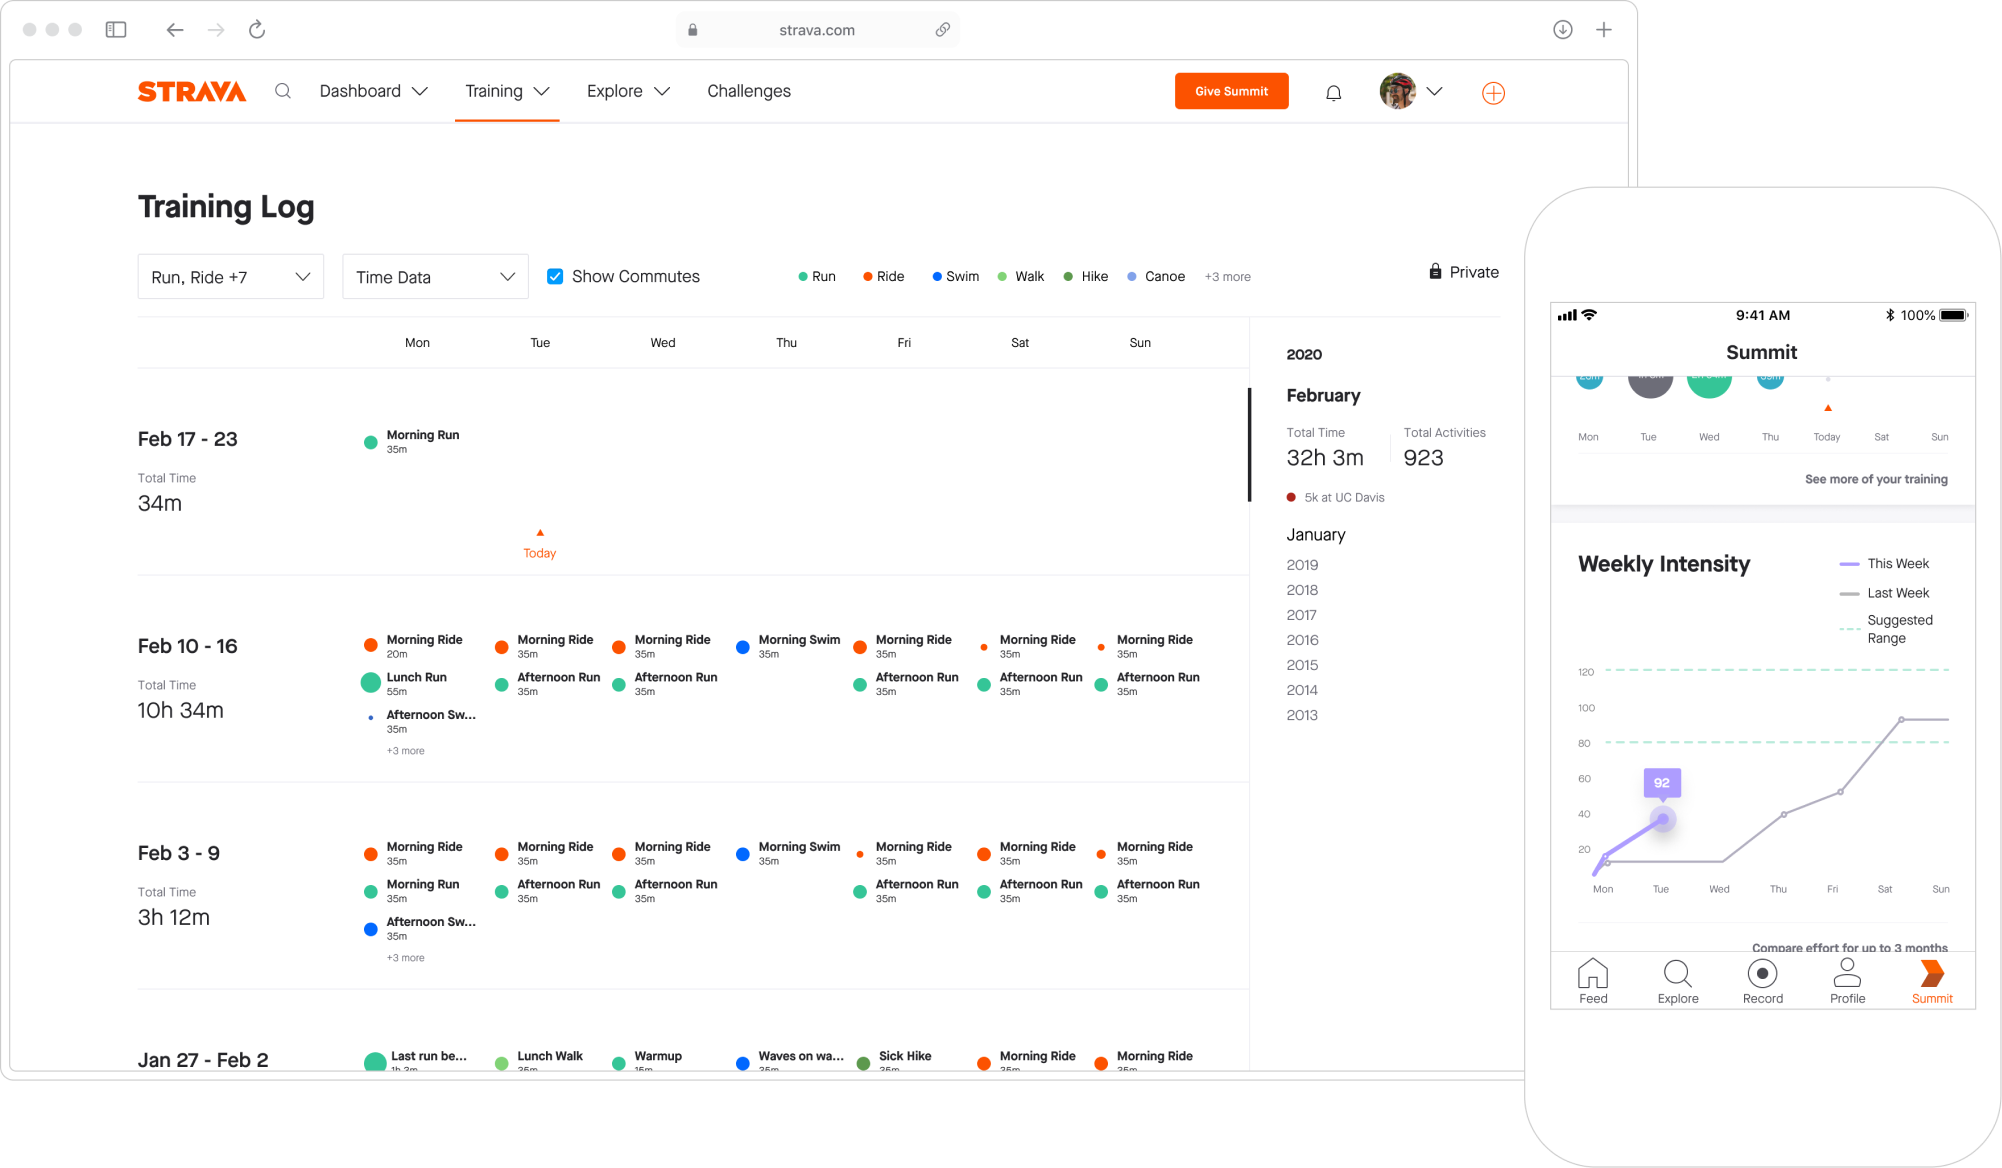 strava.com
STRAVA
Dashboard
Training
Explore
Challenges
Give Summit
Training Log
Run, Ride +7
Time Data
Show Commutes
Run
Ride
Swim
Walk
Hike
Canoe
+3 more
Private
Mon Tue Wed Thu Fri Sat Sun
Feb 17 - 23
Total Time
34m
Morning Run
35m
Today
Feb 10 - 16
Total Time
10h 34m
Morning Ride
20m
Lunch Run
55m
Afternoon Sw...
35m
+3 more
Morning Ride
35m
Afternoon Run
35m
Morning Ride
35m
Afternoon Run
35m
Morning Swim
35m
Morning Ride
35m
Afternoon Run
35m
Morning Ride
35m
Afternoon Run
35m
Morning Ride
35m
Afternoon Run
35m
Feb 3 - 9
Total Time
3h 12m
Morning Ride
35m
Morning Run
35m
Afternoon Sw...
35m
+3 more
Morning Ride
35m
Afternoon Run
35m
Morning Ride
35m
Afternoon Run
35m
Morning Swim
35m
Morning Ride
35m
Afternoon Run
35m
Morning Ride
35m
Afternoon Run
35m
Morning Ride
35m
Afternoon Run
35m
Jan 27 - Feb 2
Last run be...
Lunch Walk
Warmup
Waves on wa...
Sick Hike
Morning Ride
Morning Ride
2020
February
Total Time
32h 3m
Total Activities
923
5k at UC Davis
January
2019
2018
2017
2016
2015
2014
2013
9:41 AM
100%
Summit
Mon Tue Wed Thu Today Sat Sun
See more of your training
Weekly Intensity
This Week
Last Week
Suggested
Range
120
100
80
60
40
20
92
Mon Tue Wed Thu Fri Sat Sun
Compare effort for up to 3 months
Feed
Explore
Record
Profile
Summit